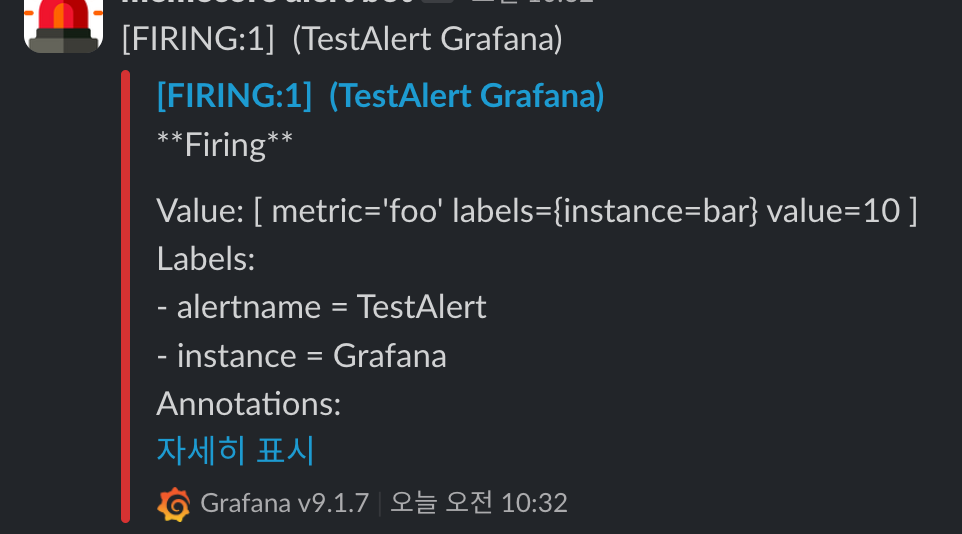 alert bot
[FIRING:1] (TestAlert Grafana)
[FIRING:1] (TestAlert Grafana)
**Firing**
Value: [ metric='foo' labels={instance=bar} value=10 ]
Labels:
- alertname = TestAlert
- instance = Grafana
Annotations:
자세히 표시
Grafana v9.1.7 | 오늘 오전 10:32